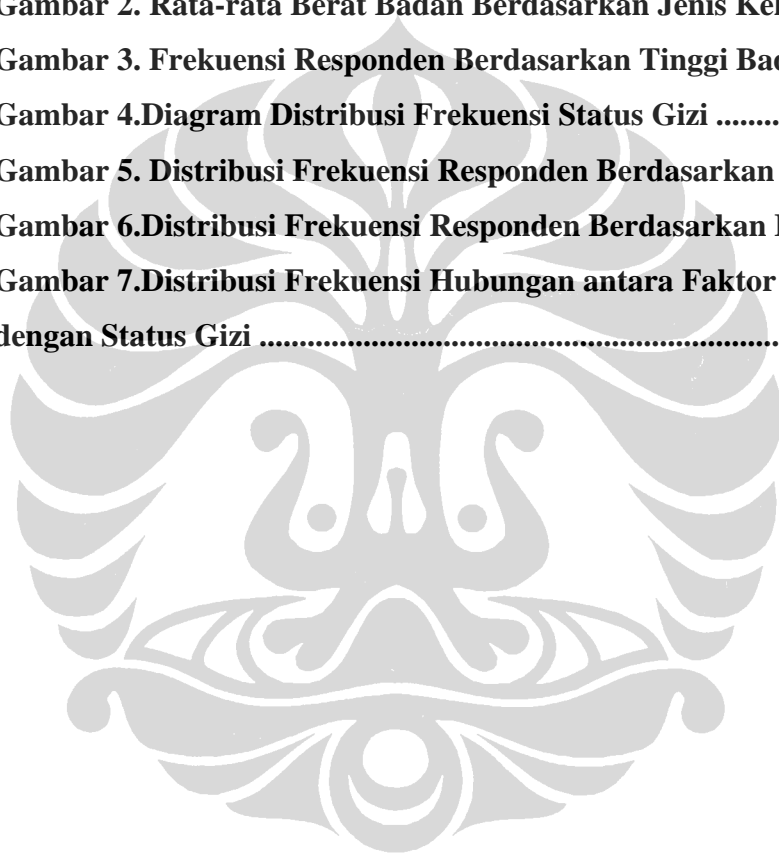 Gambar 2. Rata-rata Berat Badan Berdasarkan Jenis
Gambar 3. Frekuensi Responden Berdasarkan Tinggi
Gambar 4.Diagram Distribusi Frekuensi Status Gizi .........
Gambar 5. Distribusi Frekuensi Responden Berdasarkan
Gambar 6.Distribusi Frekuensi Responden Berdasarkan
Gambar 7.Distribusi Frekuensi Hubungan antara Faktor
dengan Status Gizi .................................................................